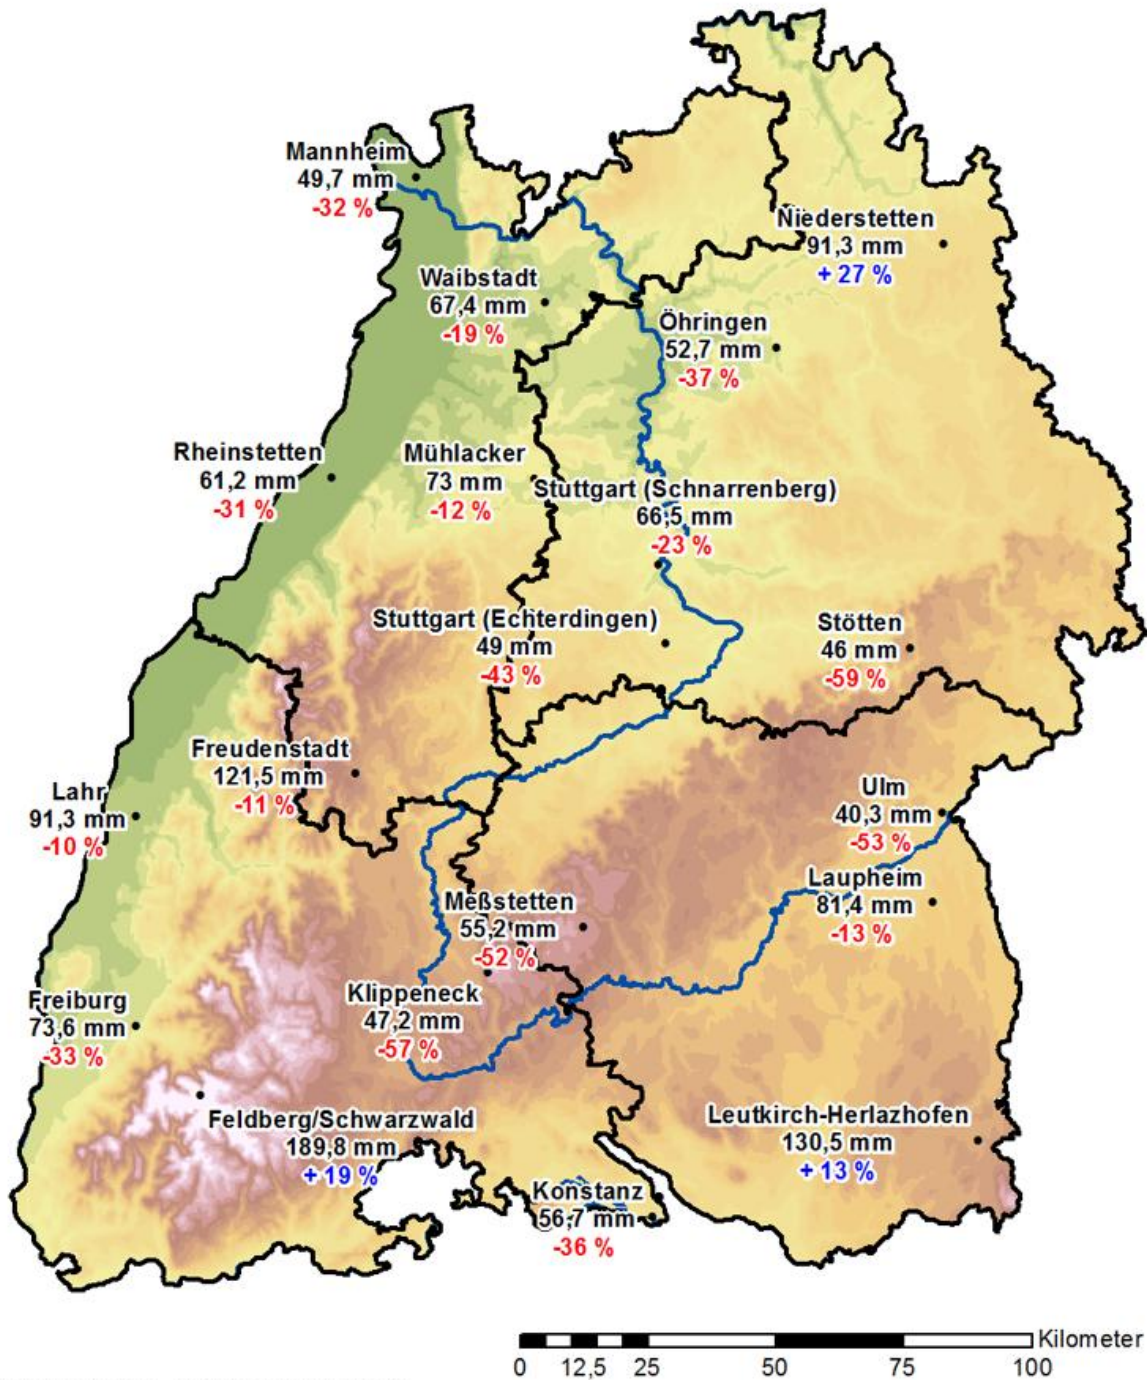 Mannheim
49,7 mm
-32 %
Niederstetten
91,3 mm
+ 27 %
Waibstadt
67,4 mm
-19 %
Öhringen
52,7 mm
-37 %
Rheinstetten
61,2 mm
-31 %
Mühlacker
73 mm
-12 %
Stuttgart (Schnarrenberg)
66,5 mm
-23 %
Stuttgart (Echterdingen)
49 mm
-43 %
Stötten
46 mm
-59 %
Freudenstadt
121,5 mm
-11 %
Lahr
91,3 mm
-10 %
Ulm
40,3 mm
-53 %
Laupheim
81,4 mm
-13 %
Meßstetten
55,2 mm
-52 %
Klippeneck
47,2 mm
-57 %
Freiburg
73,6 mm
-33 %
Feldberg/Schwarzwald
189,8 mm
+ 19 %
Leutkirch-Herlazhofen
130,5 mm
+ 13 %
Konstanz
56,7 mm
-36 %
Kilometer
0 12,5 25 50 75 100